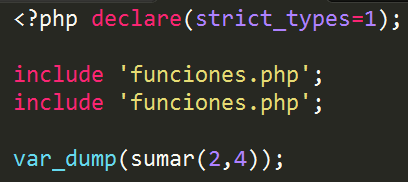 <?php declare(strict_types=1);
include 'funciones.php';
include 'funciones.php';
var_dump(sumar(2,4));